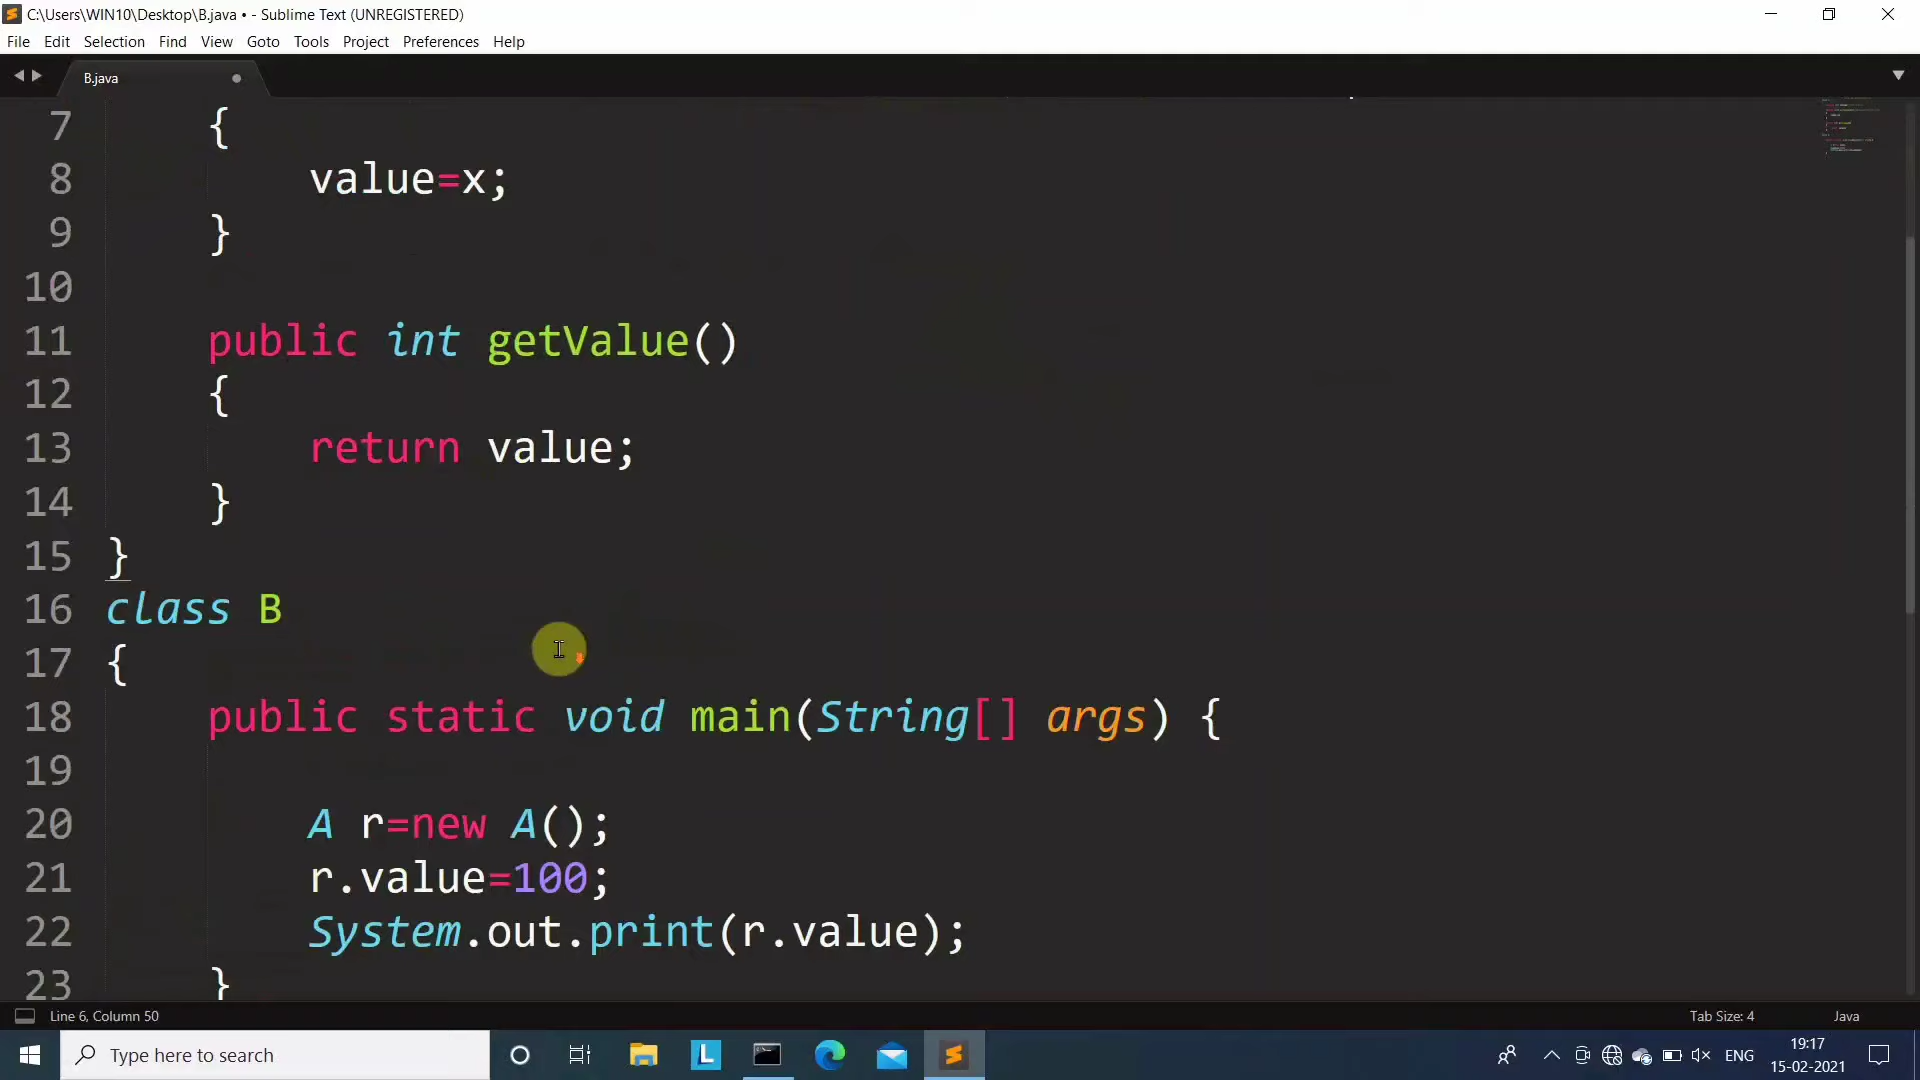 C:\Users\WIN10\Desktop\B.java • - Sublime Text (UNREGISTERED)
File Edit Selection Find View Goto Tools Project Preferences Help
B.java
7 {
8 value=x;
9 }
10
11 public int getValue()
12 {
13 return value;
14 }
15 }
16 class B
17 {
18 public static void main(String[] args) {
19
20 A r=new A();
21 r.value=100;
22 System.out.print(r.value);
23 }
Line 6, Column 50 Tab Size: 4 Java
Type here to search L ENG 19:17
15-02-2021